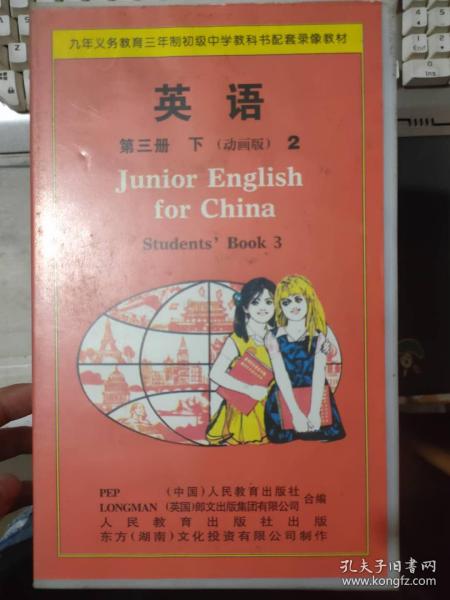 九年义务教育三年制初级中学教科书配套录像教材
英 语
第三册 下 (动画版) 2
Junior English
for China
Students' Book 3
PEP (中国)人民教育出版社
LONGMAN (英国)郎文出版集团有限公司 合编
人民教育出版社出版
东方(湖南)文化投资有限公司制作
孔夫子旧书网
www.kongfz.com